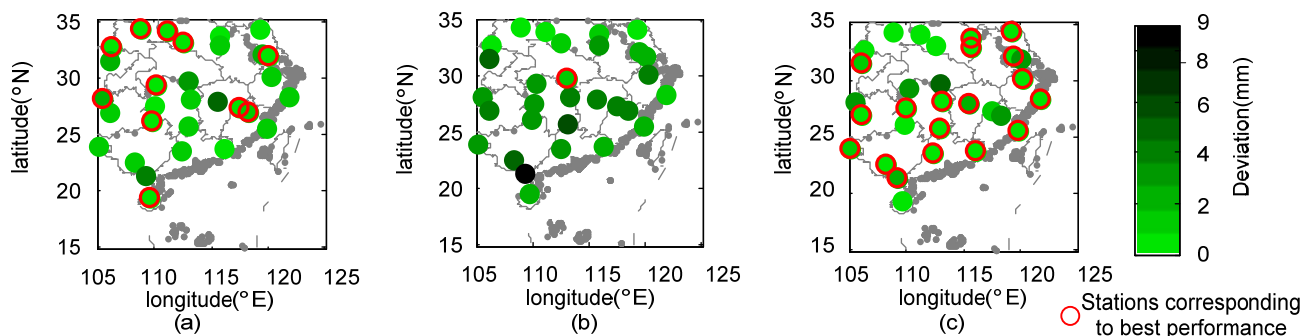 35
30
25
20
15
latitude(°N)
105 110 115 120 125
longitude(°E)
(a)
35
30
25
20
15
latitude(°N)
105 110 115 120 125
longitude(°E)
(b)
35
30
25
20
15
latitude(°N)
105 110 115 120 125
longitude(°E)
(c)
9
8
6
4
2
0
Deviation(mm)
Stations corresponding
to best performance